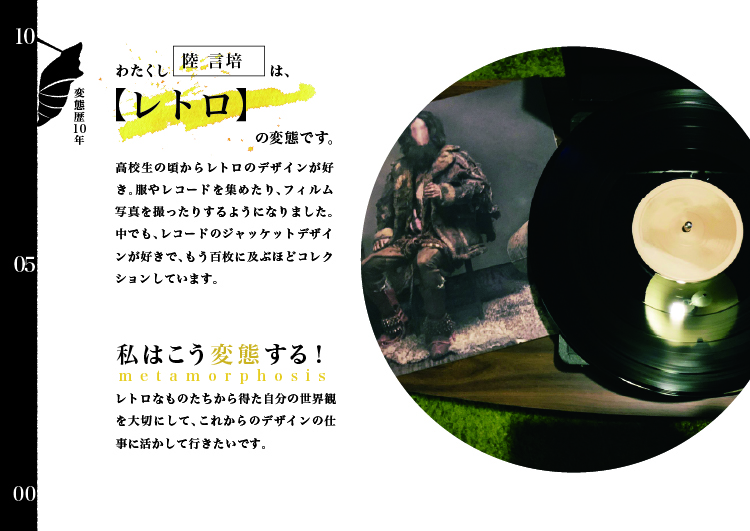 10
変態歴10年
わたくし 陸 言培 は、
【レトロ】
の変態です。
高校生の頃からレトロのデザインが好
き。服やレコードを集めたり、フィルム
写真を撮ったりするようになりました。
中でも、レコードのジャッケットデザイ
ンが好きで、もう百枚に及ぶほどコレク
ションしています。
05
私はこう変態する!
metamorphosis
レトロなものたちから得た自分の世界観
を大切にして、これからのデザインの仕
事に活かして行きたいです。
00